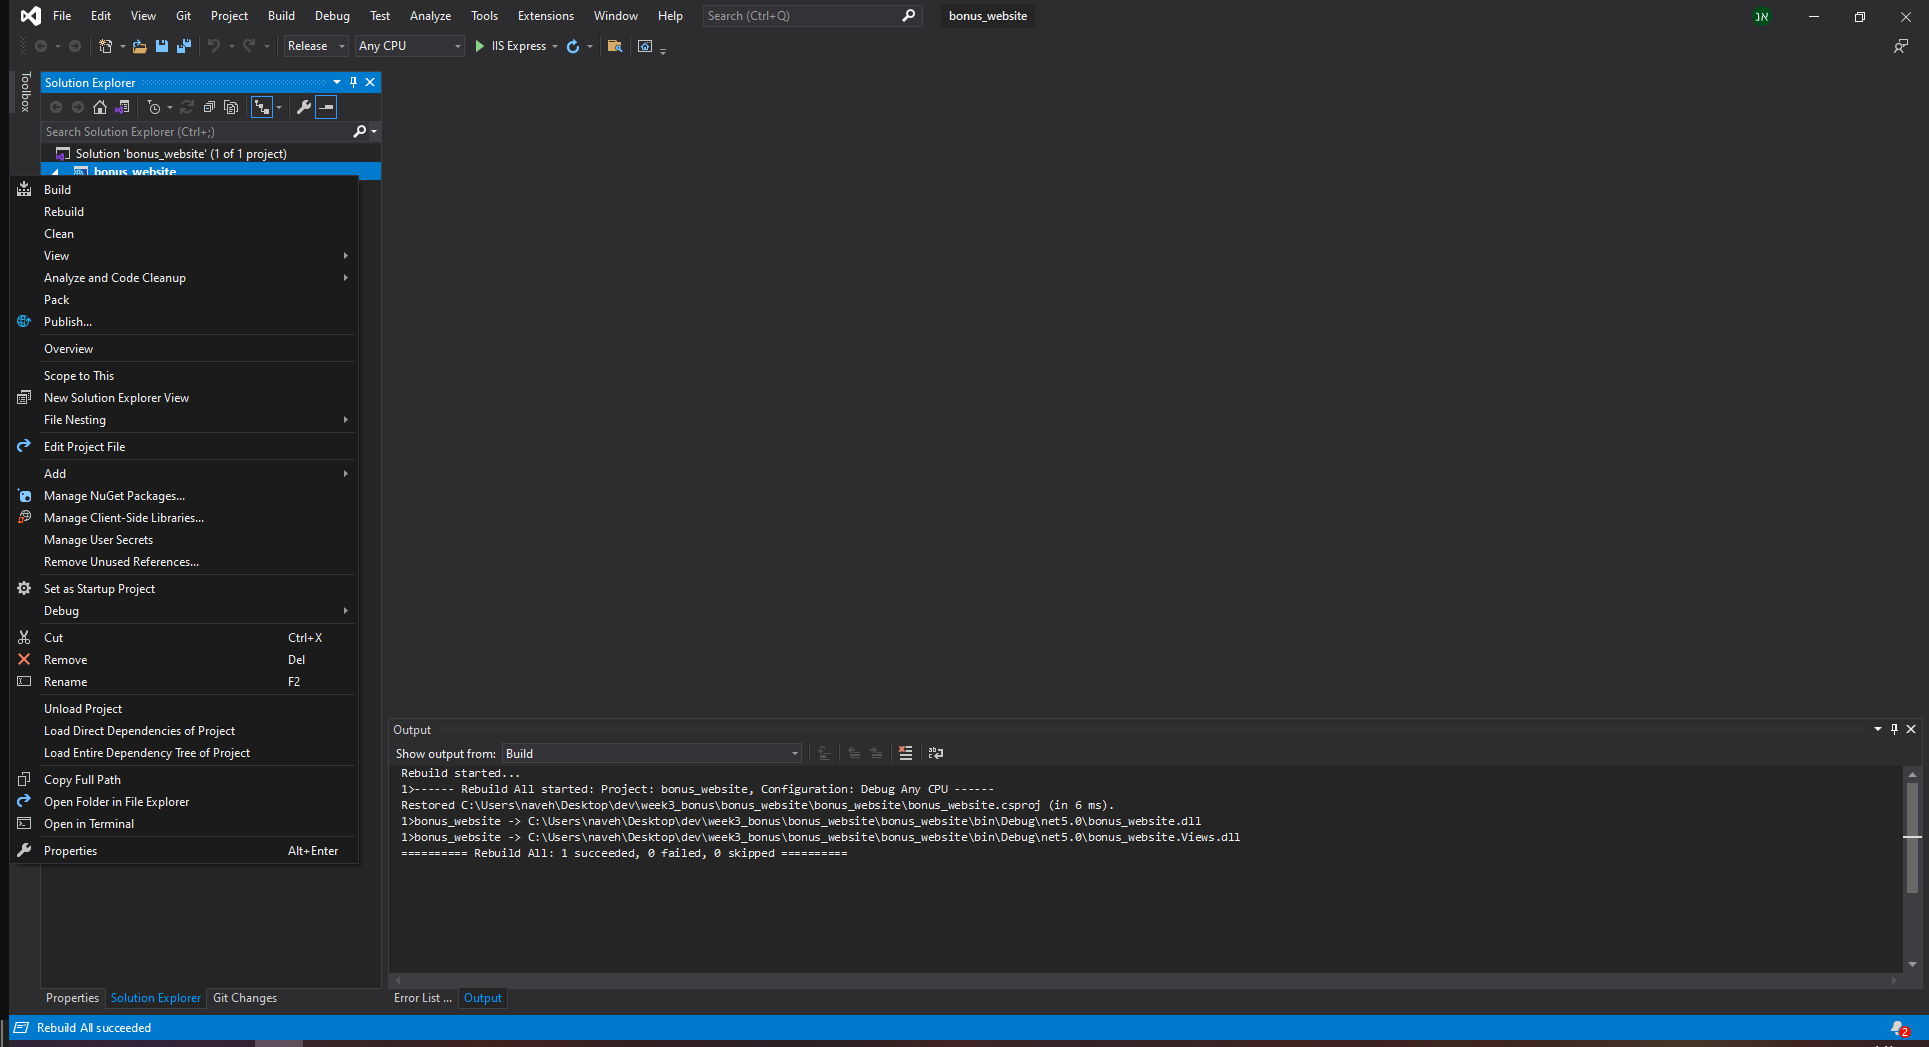 File Edit View Git Project Build Debug Test Analyze Tools Extensions Window Help Search (Ctrl+Q) bonus_website אנ
Release Any CPU IIS Express
Toolbox
Solution Explorer
Search Solution Explorer (Ctrl+;)
Solution 'bonus_website' (1 of 1 project)
bonus_website
Build
Rebuild
Clean
View
Analyze and Code Cleanup
Pack
Publish...
Overview
Scope to This
New Solution Explorer View
File Nesting
Edit Project File
Add
Manage NuGet Packages...
Manage Client-Side Libraries...
Manage User Secrets
Remove Unused References...
Set as Startup Project
Debug
Cut Ctrl+X
Remove Del
Rename F2
Unload Project
Load Direct Dependencies of Project
Load Entire Dependency Tree of Project
Copy Full Path
Open Folder in File Explorer
Open in Terminal
Properties Alt+Enter
Output
Show output from: Build
Rebuild started...
1>------ Rebuild All started: Project: bonus_website, Configuration: Debug Any CPU ------
Restored C:\Users\naveh\Desktop\dev\week3_bonus\bonus_website\bonus_website\bonus_website.csproj (in 6 ms).
1>bonus_website -> C:\Users\naveh\Desktop\dev\week3_bonus\bonus_website\bonus_website\bin\Debug\net5.0\bonus_website.dll
1>bonus_website -> C:\Users\naveh\Desktop\dev\week3_bonus\bonus_website\bonus_website\bin\Debug\net5.0\bonus_website.Views.dll
========== Rebuild All: 1 succeeded, 0 failed, 0 skipped ==========
Properties Solution Explorer Git Changes Error List ... Output
Rebuild All succeeded 2